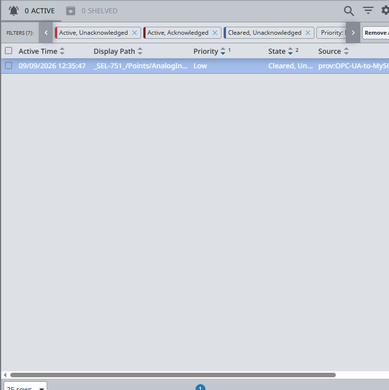 0 ACTIVE 0 SHELVED
FILTERS (7): Active, Unacknowledged Active, Acknowledged Cleared, Unacknowledged Priority: Remove
Active Time Display Path Priority 1 State 2 Source
09/09/2026 12:35:47 _SEL-751_/Points/AnalogIn... Low Cleared, Un... prov:OPC-UA-to-MyS
25 rows 1